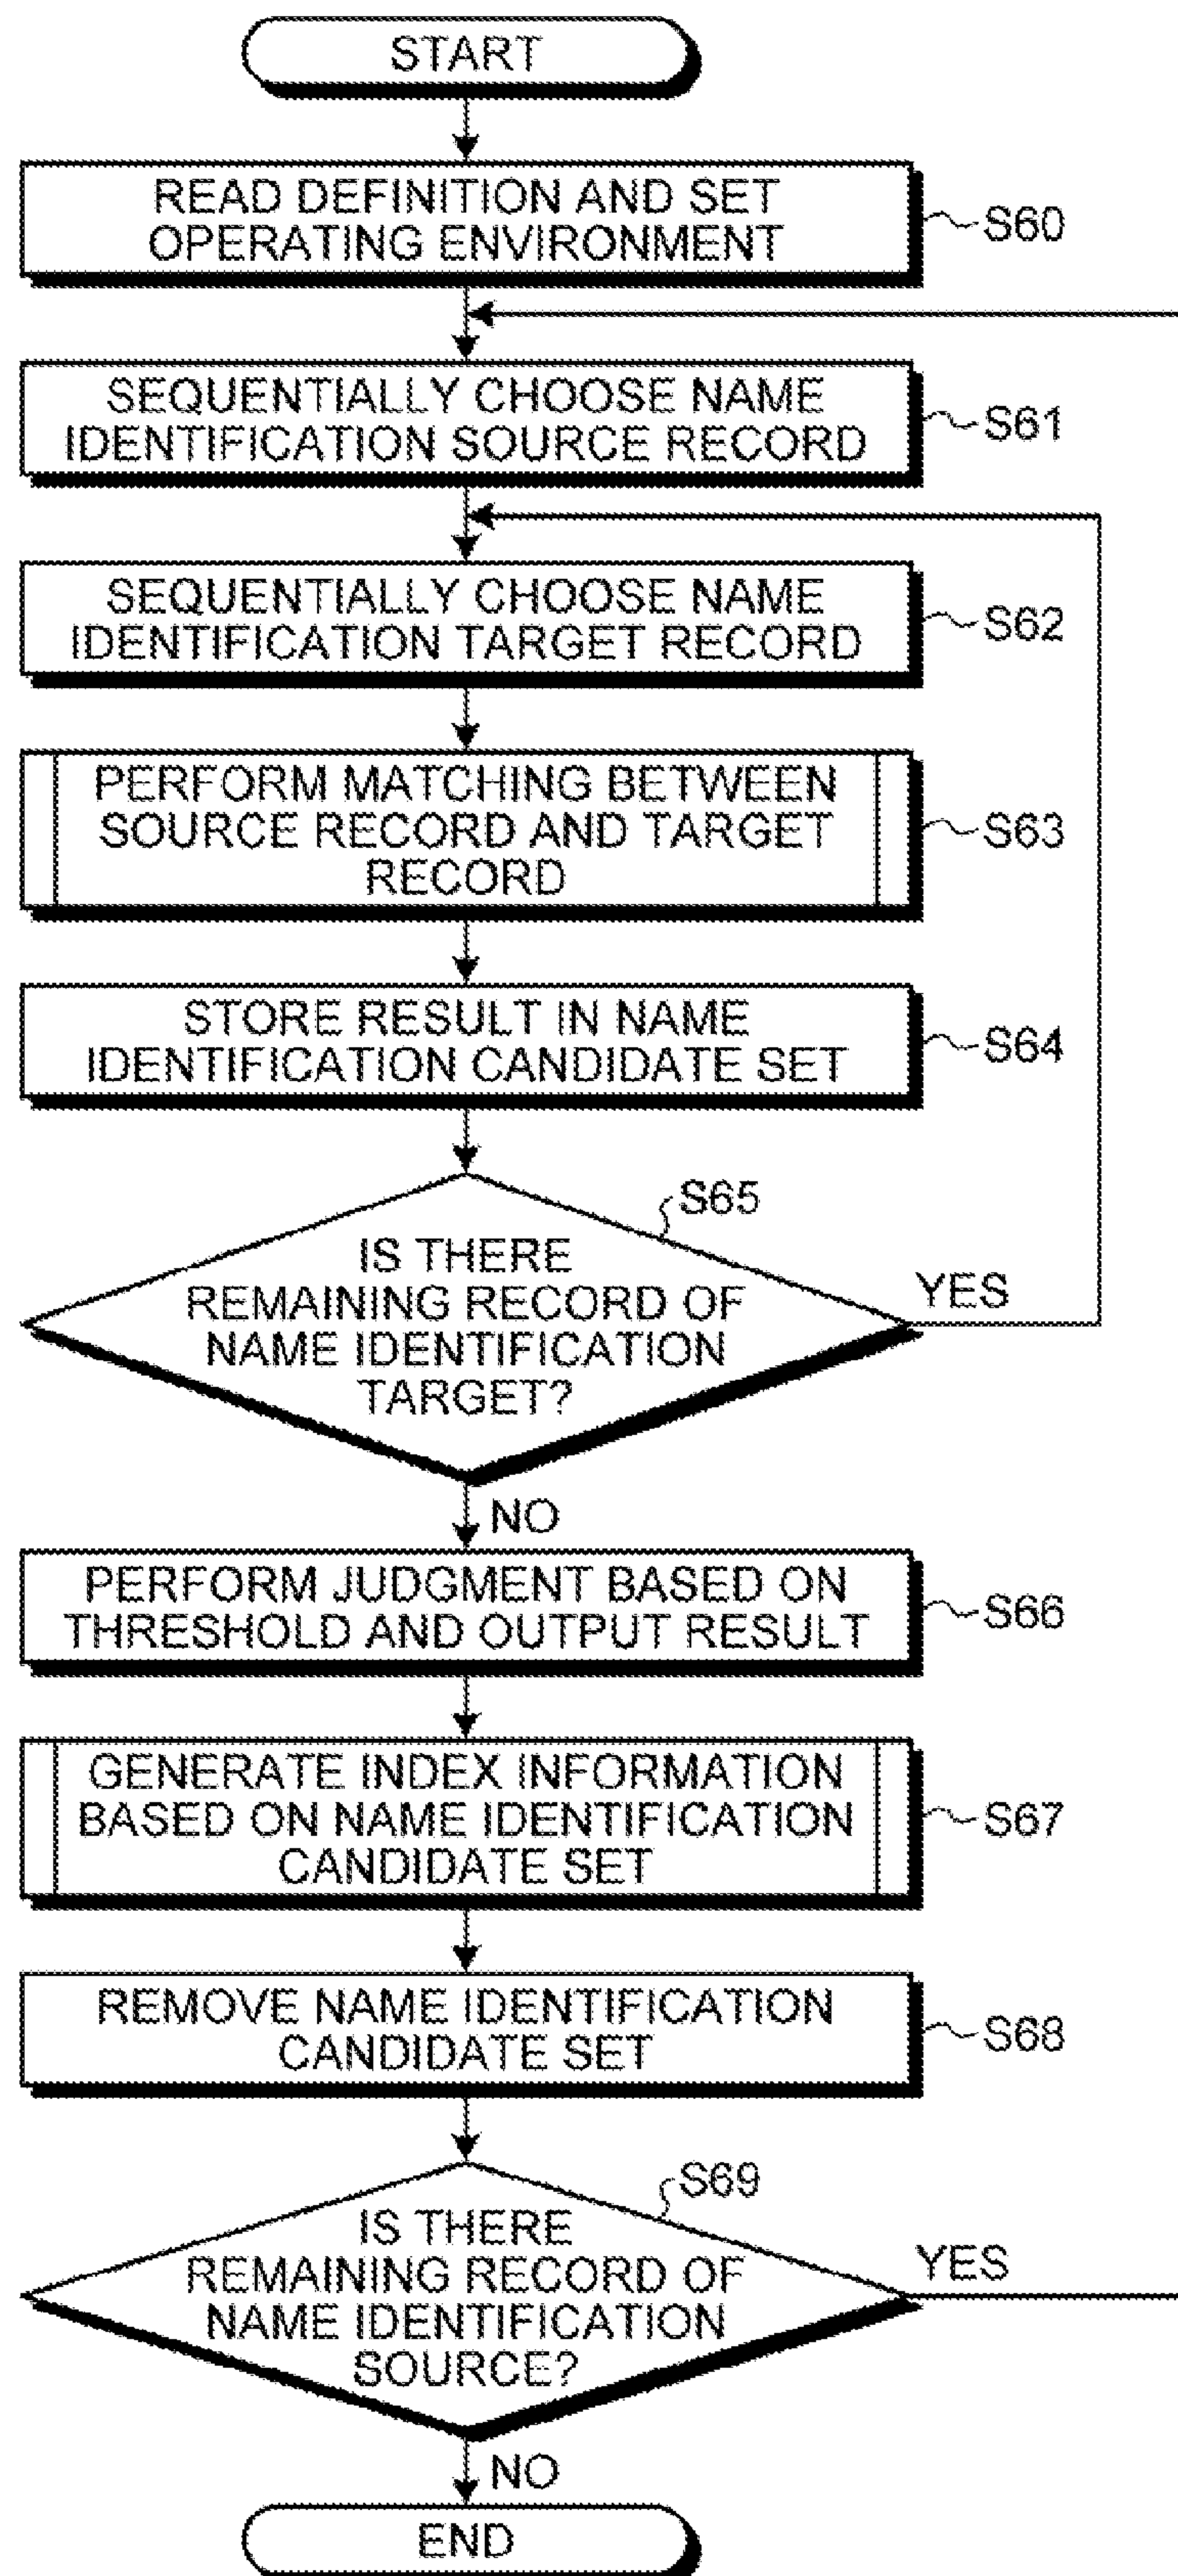 START
READ DEFINITION AND SET
OPERATING ENVIRONMENT
S60
SEQUENTIALLY CHOOSE NAME
IDENTIFICATION SOURCE RECORD
S61
SEQUENTIALLY CHOOSE NAME
IDENTIFICATION TARGET RECORD
S62
PERFORM MATCHING BETWEEN
SOURCE RECORD AND TARGET
RECORD
S63
STORE RESULT IN NAME
IDENTIFICATION CANDIDATE SET
S64
S65
IS THERE
REMAINING RECORD OF
NAME IDENTIFICATION
TARGET?
YES
NO
PERFORM JUDGMENT BASED ON
THRESHOLD AND OUTPUT RESULT
S66
GENERATE INDEX INFORMATION
BASED ON NAME IDENTIFICATION
CANDIDATE SET
S67
REMOVE NAME IDENTIFICATION
CANDIDATE SET
S68
S69
IS THERE
REMAINING RECORD OF
NAME IDENTIFICATION
SOURCE?
YES
NO
END